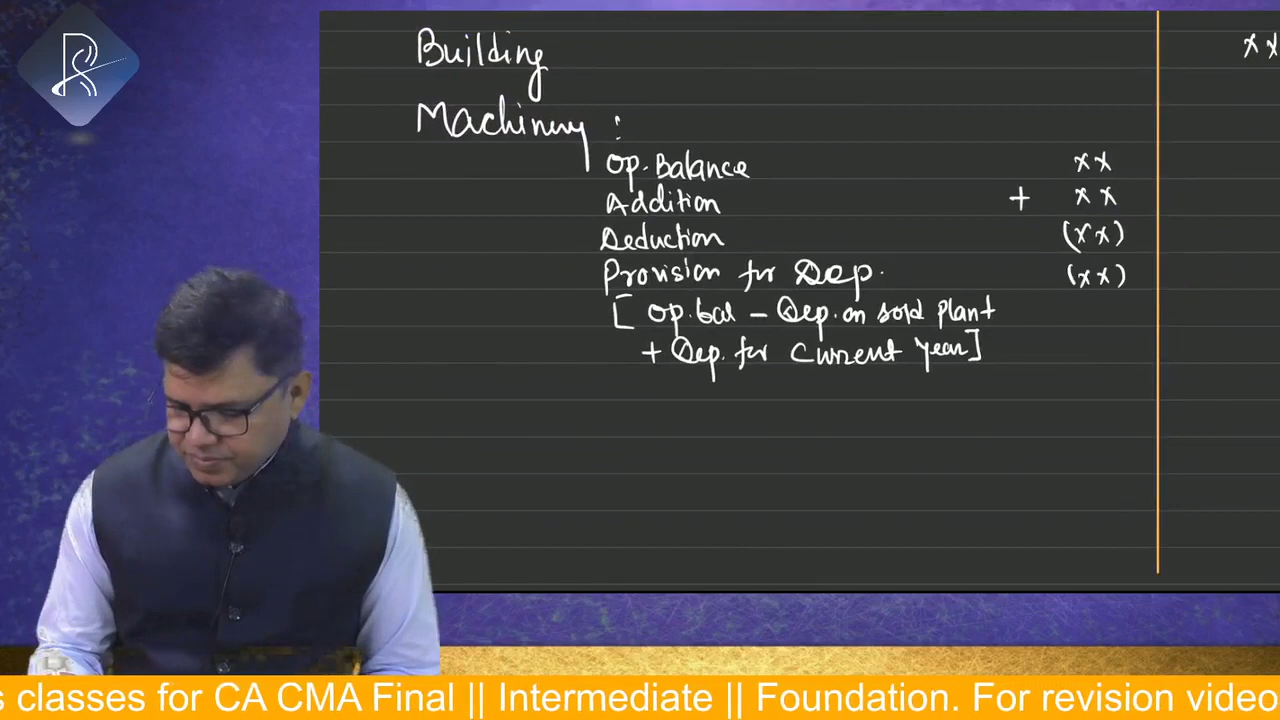 Building xx
Machinery :
Op. Balance xx
Addition + xx
Deduction (xx)
Provision for Dep. (xx)
[ Op. bal - Dep. on sold plant
+ Dep. for Current Year]
s classes for CA CMA Final || Intermediate || Foundation. For revision video